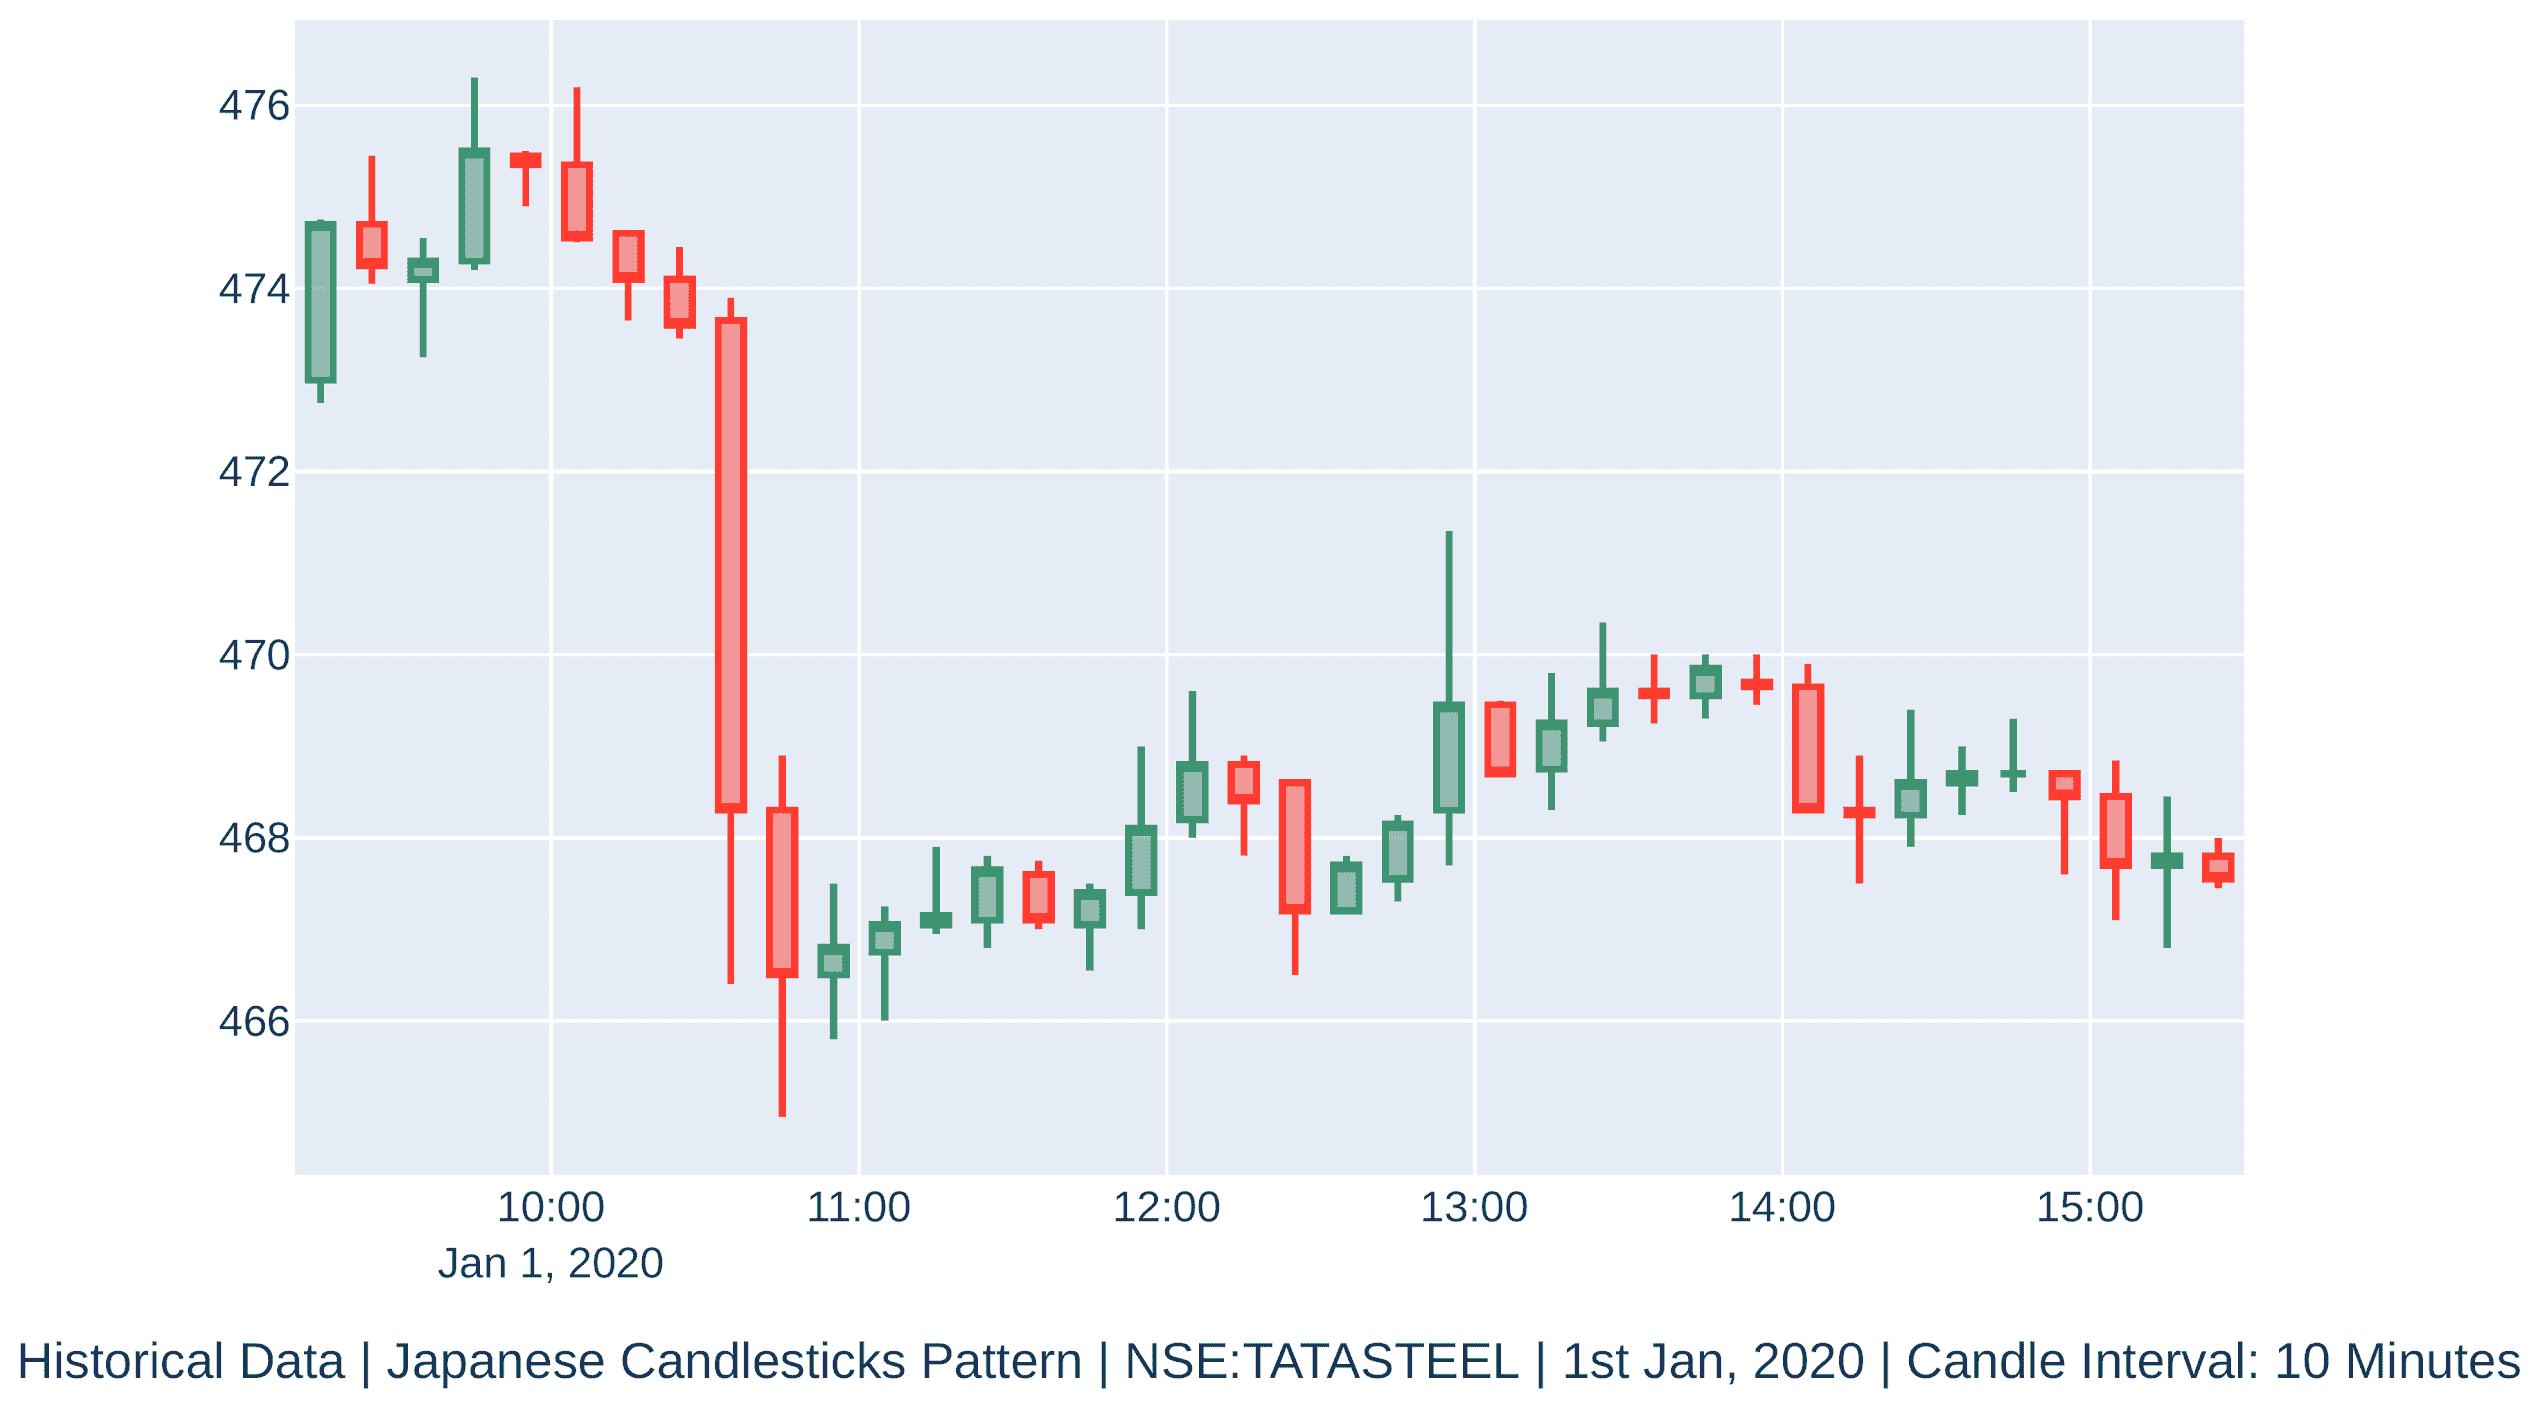 476
474
472
470
468
466
10:00 11:00 12:00 13:00 14:00 15:00
Jan 1, 2020
Historical Data | Japanese Candlesticks Pattern | NSE:TATASTEEL | 1st Jan, 2020 | Candle Interval: 10 Minutes